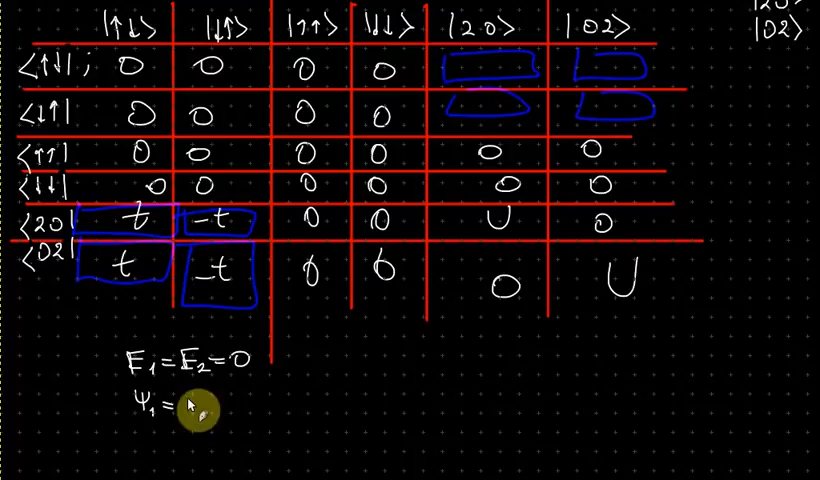 |20⟩
|02⟩
|↑↓⟩ |↓↑⟩ |↑↑⟩ |↓↓⟩ |20⟩ |02⟩
<↑↓| ; 0 0 0 0
<↓↑| 0 0 0 0
<↑↑| 0 0 0 0 0 0
<↓↓| 0 0 0 0 0 0
<20| t -t 0 0 U 0
<02| t -t 0 0 0 U
E₁ = E₂ = 0
Ψ₁ =